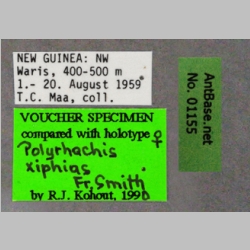 NEW GUINEA: NW
Waris, 400-500 m
1.- 20. August 1959
T.C. Maa, coll.
VOUCHER SPECIMEN
compared with holotype ♀
Polyrhachis
xiphias
Fr. Smith
by R.J. Kohout, 1990
AntBase.net
No. 01155